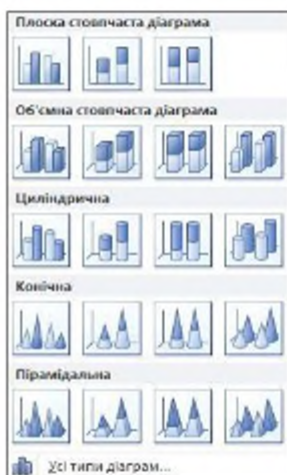 Плоска стовпчаста діаграма
Об'ємна стовпчаста діаграма
Циліндрична
Конічна
Пірамідальна
Усі типи діаграм...